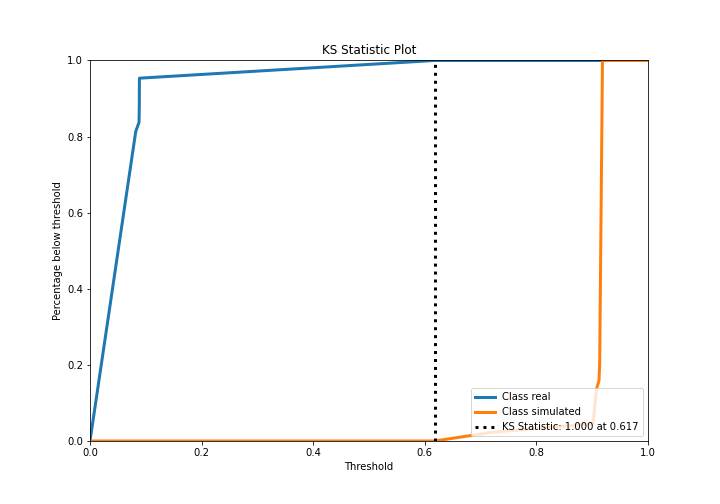 KS Statistic Plot
Percentage below threshold
1.0
0.8
0.6
0.4
0.2
0.0
Class real
Class simulated
KS Statistic: 1.000 at 0.617
0.0 0.2 0.4 0.6 0.8 1.0
Threshold